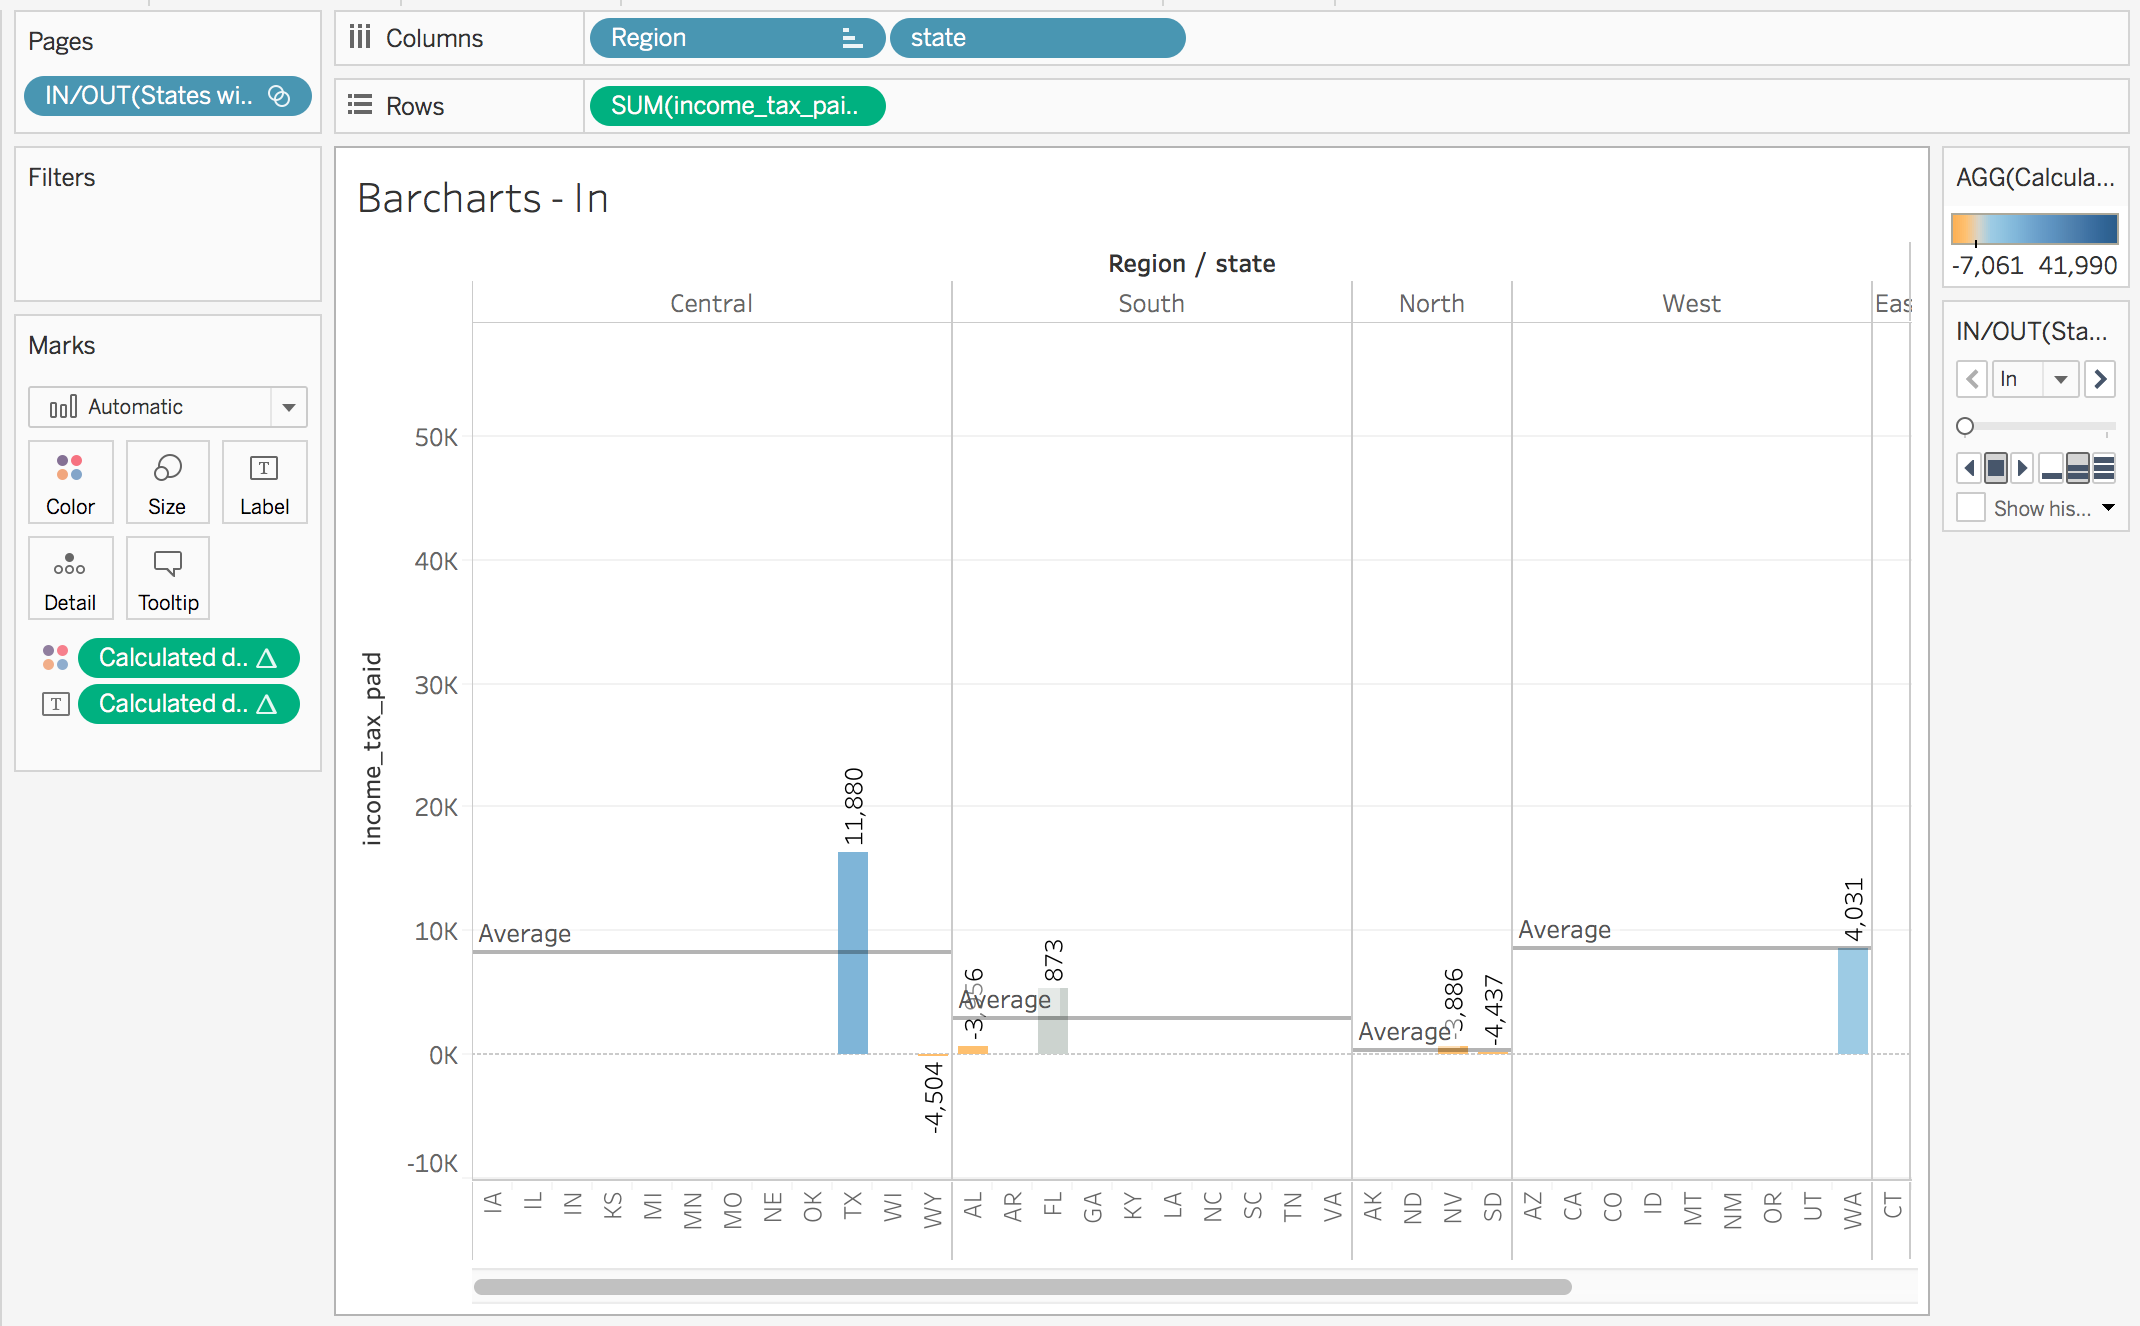 Pages
IN/OUT(States wi..
Filters
Marks
Automatic
Color
Size
Label
Detail
Tooltip
Calculated d..
Calculated d..
Columns
Region
state
Rows
SUM(income_tax_pai..
Barcharts - In
Region / state
Central
South
North
West
Eas
income_tax_paid
50K
40K
30K
20K
10K
0K
-10K
Average
11,880
-4,504
Average
873
Average
-3,886
-4,437
Average
4,031
IA
IL
IN
KS
MI
MN
MO
NE
OK
TX
WI
WY
AL
AR
FL
GA
KY
LA
NC
SC
TN
VA
AK
ND
NV
SD
AZ
CA
CO
ID
MT
NM
OR
UT
WA
CT
AGG(Calcula...
-7,061 41,990
IN/OUT(Sta...
In
Show his...